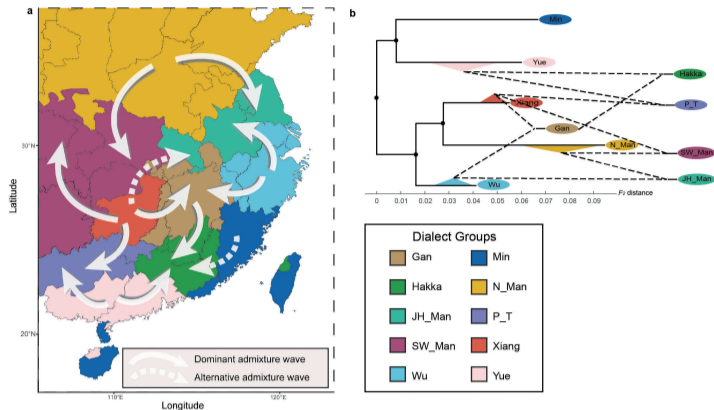 a
30°N
20°N
Latitude
110°E
120°E
Longitude
Dominant admixture wave
Alternative admixture wave
b
Min
Yue
Hakka
Xiang
P_T
Gan
N_Man
SW_Man
Wu
JH_Man
0 0.01 0.02 0.03 0.04 0.05 0.06 0.07 0.08 0.09
F2 distance
Dialect Groups
Gan Min
Hakka N_Man
JH_Man P_T
SW_Man Xiang
Wu Yue